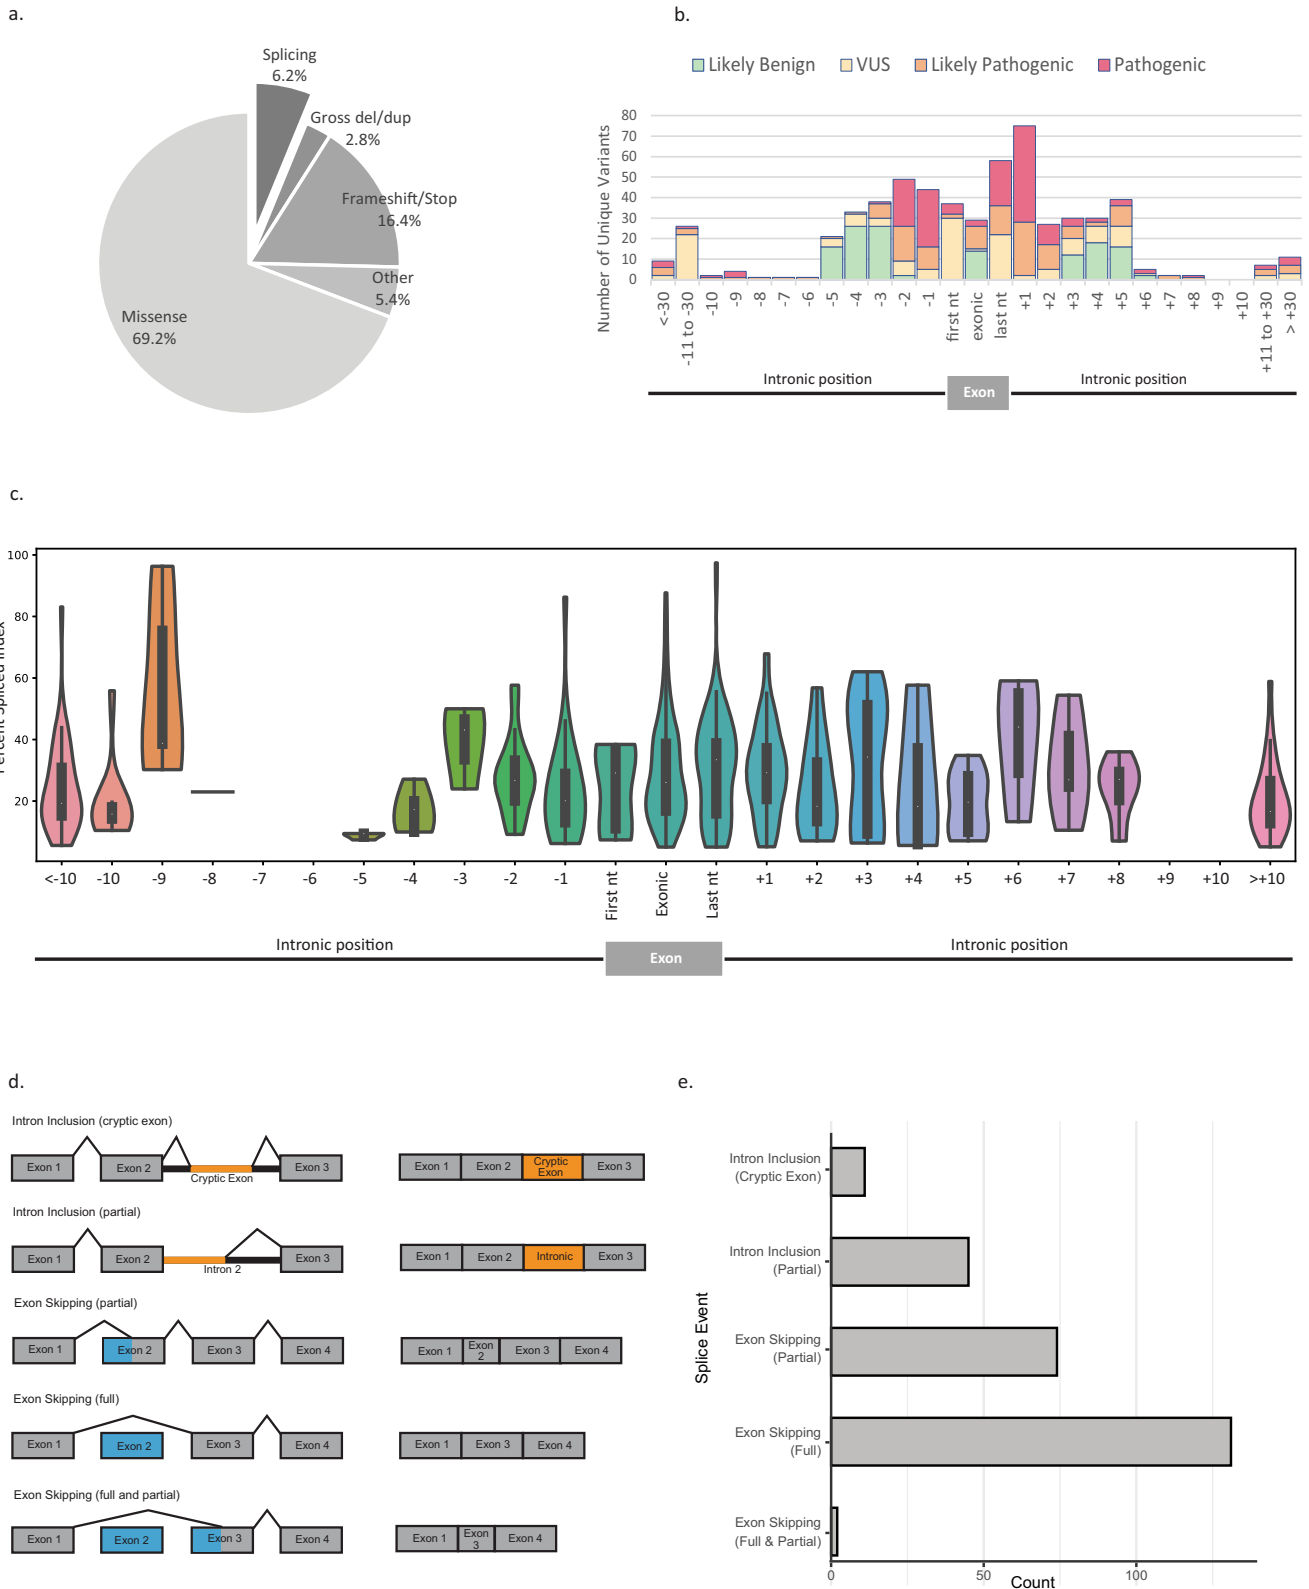 a.
Splicing
6.2%
Gross del/dup
2.8%
Frameshift/Stop
16.4%
Other
5.4%
Missense
69.2%
b.
Likely Benign VUS Likely Pathogenic Pathogenic
Number of Unique Variants
80
70
60
50
40
30
20
10
0
<-30 -11 to -30 -10 -9 -8 -7 -6 -5 -4 -3 -2 -1 first nt exonic last nt +1 +2 +3 +4 +5 +6 +7 +8 +9 +10 +11 to +30 > +30
Intronic position Exon Intronic position
c.
Percent Spliced Index
100
80
60
40
20
<-10 -10 -9 -8 -7 -6 -5 -4 -3 -2 -1 First nt Exonic Last nt +1 +2 +3 +4 +5 +6 +7 +8 +9 +10 >+10
Intronic position Exon Intronic position
d.
Intron Inclusion (cryptic exon)
Exon 1 Exon 2 Cryptic Exon Exon 3
Exon 1 Exon 2 Cryptic Exon Exon 3
Intron Inclusion (partial)
Exon 1 Exon 2 Intron 2 Exon 3
Exon 1 Exon 2 Intronic Exon 3
Exon Skipping (partial)
Exon 1 Exon 2 Exon 3 Exon 4
Exon 1 Exon 2 Exon 3 Exon 4
Exon Skipping (full)
Exon 1 Exon 2 Exon 3 Exon 4
Exon 1 Exon 3 Exon 4
Exon Skipping (full and partial)
Exon 1 Exon 2 Exon 3 Exon 4
Exon 1 Exon 3 Exon 4
e.
Splice Event
Intron Inclusion
(Cryptic Exon)
Intron Inclusion
(Partial)
Exon Skipping
(Partial)
Exon Skipping
(Full)
Exon Skipping
(Full & Partial)
0 50 100
Count